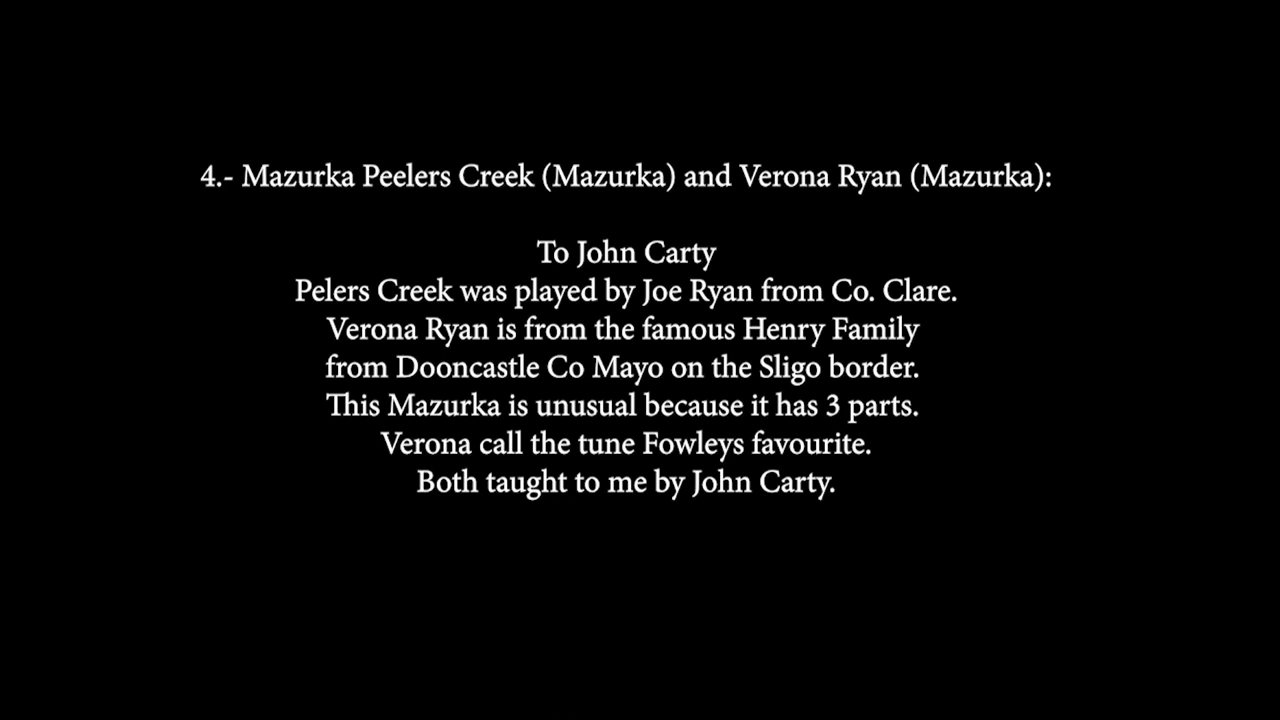 4.- Mazurka Peelers Creek (Mazurka) and Verona Ryan (Mazurka):
To John Carty
Pelers Creek was played by Joe Ryan from Co. Clare.
Verona Ryan is from the famous Henry Family
from Dooncastle Co Mayo on the Sligo border.
This Mazurka is unusual because it has 3 parts.
Verona call the tune Fowleys favourite.
Both taught to me by John Carty.